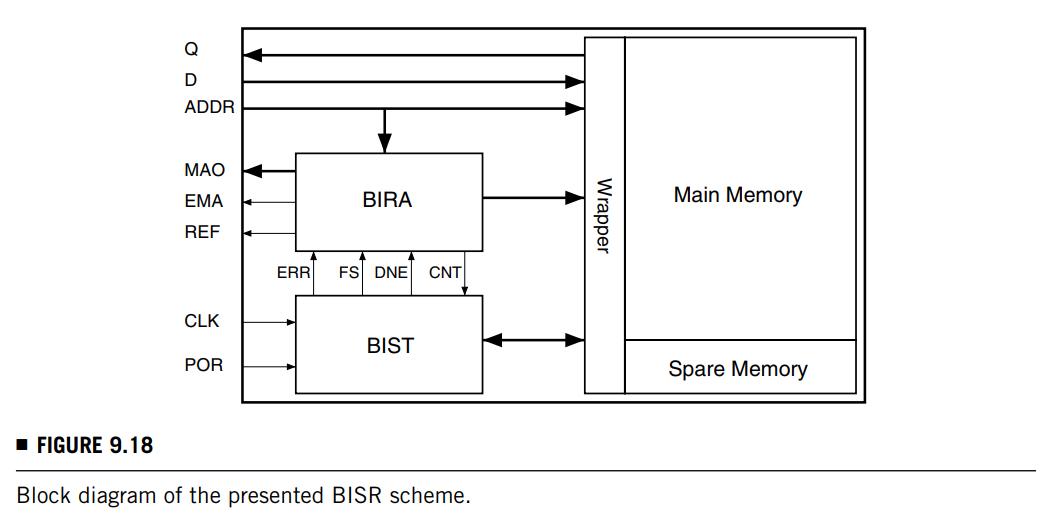 Q
D
ADDR
MAO
EMA
REF
BIRA
Wrapper
Main Memory
ERR FS DNE CNT
CLK
POR
BIST
Spare Memory
■ FIGURE 9.18
Block diagram of the presented BISR scheme.